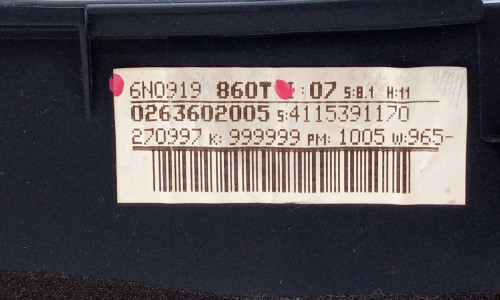 6N0919 860T : 07 S:8.1 H:11
0263602005 S:4115391170
270997 K: 999999 PM: 1005 W:965-